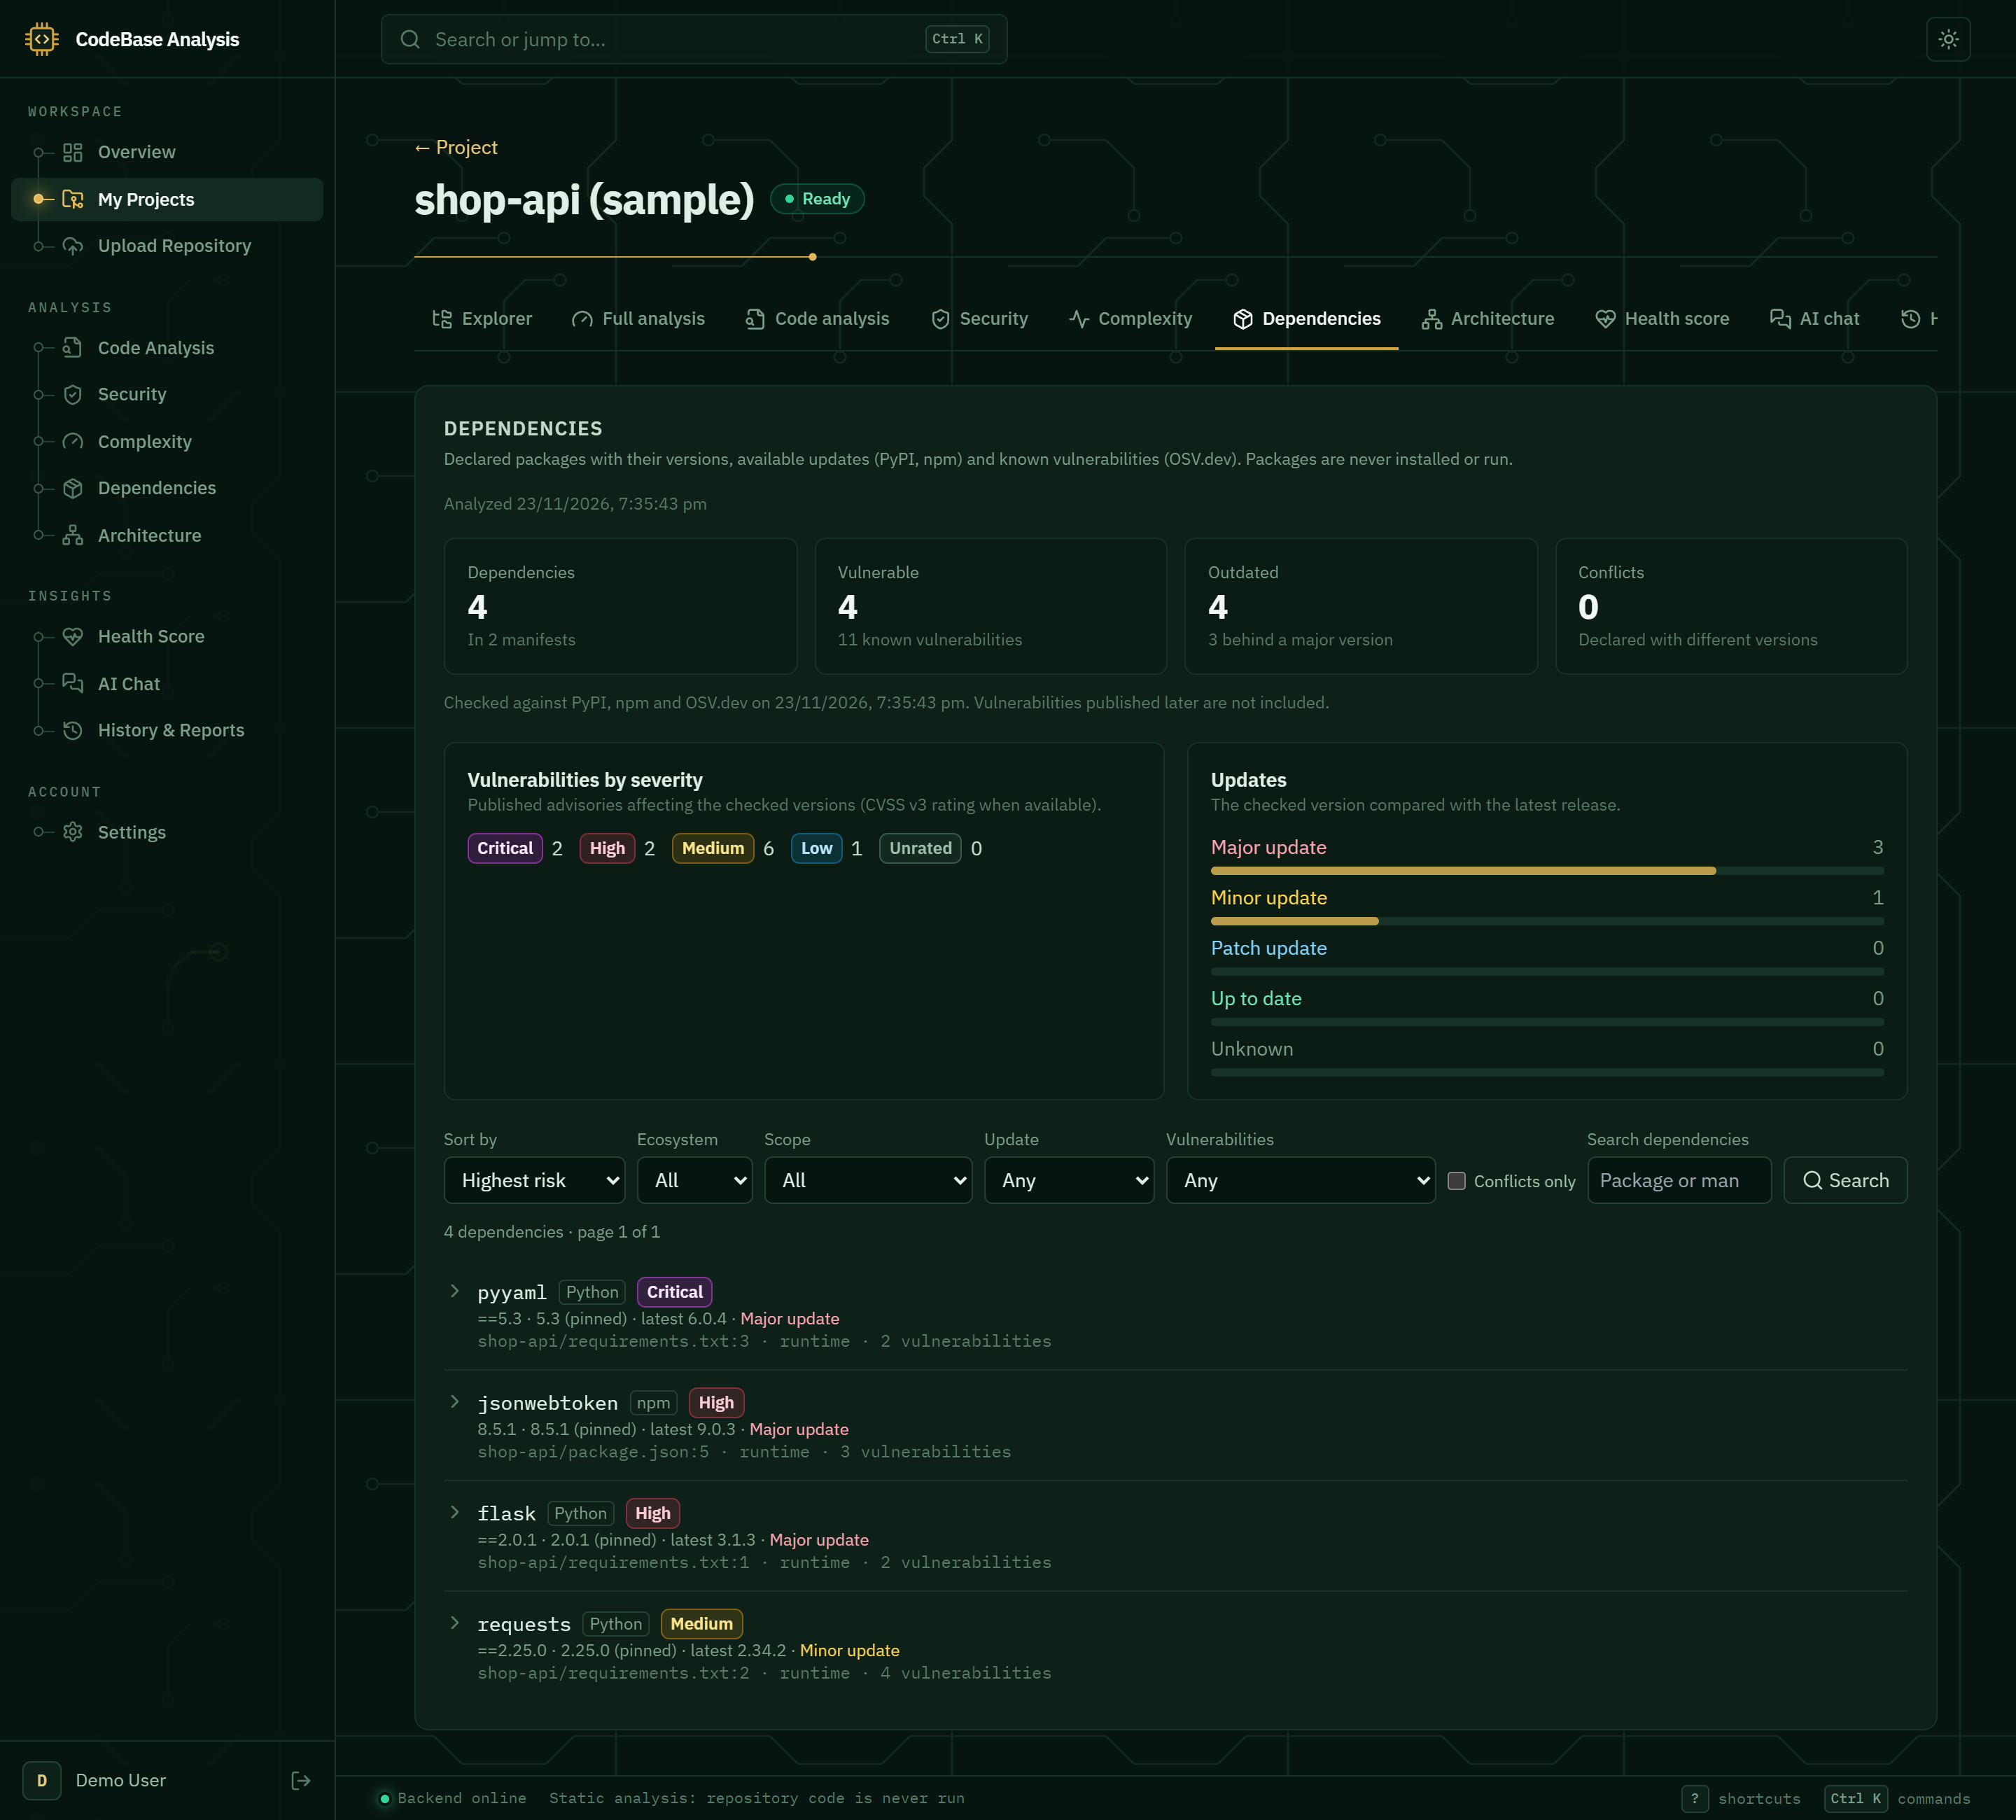 CodeBase Analysis
Search or jump to...
Ctrl K
WORKSPACE
Overview
My Projects
Upload Repository
ANALYSIS
Code Analysis
Security
Complexity
Dependencies
Architecture
INSIGHTS
Health Score
AI Chat
History & Reports
ACCOUNT
Settings
D
Demo User
← Project
shop-api (sample)
Ready
Explorer
Full analysis
Code analysis
Security
Complexity
Dependencies
Architecture
Health score
AI chat
DEPENDENCIES
Declared packages with their versions, available updates (PyPI, npm) and known vulnerabilities (OSV.dev). Packages are never installed or run.
Analyzed 23/11/2026, 7:35:43 pm
Dependencies
4
In 2 manifests
Vulnerable
4
11 known vulnerabilities
Outdated
4
3 behind a major version
Conflicts
0
Declared with different versions
Checked against PyPI, npm and OSV.dev on 23/11/2026, 7:35:43 pm. Vulnerabilities published later are not included.
Vulnerabilities by severity
Published advisories affecting the checked versions (CVSS v3 rating when available).
Critical 2 High 2 Medium 6 Low 1 Unrated 0
Updates
The checked version compared with the latest release.
Major update 3
Minor update 1
Patch update 0
Up to date 0
Unknown 0
Sort by
Highest risk
Ecosystem
All
Scope
All
Update
Any
Vulnerabilities
Any
Conflicts only
Search dependencies
Package or man
Search
4 dependencies · page 1 of 1
pyyaml Python Critical
==5.3 · 5.3 (pinned) · latest 6.0.4 · Major update
shop-api/requirements.txt:3 · runtime · 2 vulnerabilities
jsonwebtoken npm High
8.5.1 · 8.5.1 (pinned) · latest 9.0.3 · Major update
shop-api/package.json:5 · runtime · 3 vulnerabilities
flask Python High
==2.0.1 · 2.0.1 (pinned) · latest 3.1.3 · Major update
shop-api/requirements.txt:1 · runtime · 2 vulnerabilities
requests Python Medium
==2.25.0 · 2.25.0 (pinned) · latest 2.34.2 · Minor update
shop-api/requirements.txt:2 · runtime · 4 vulnerabilities
Backend online
Static analysis: repository code is never run
? shortcuts
Ctrl K commands